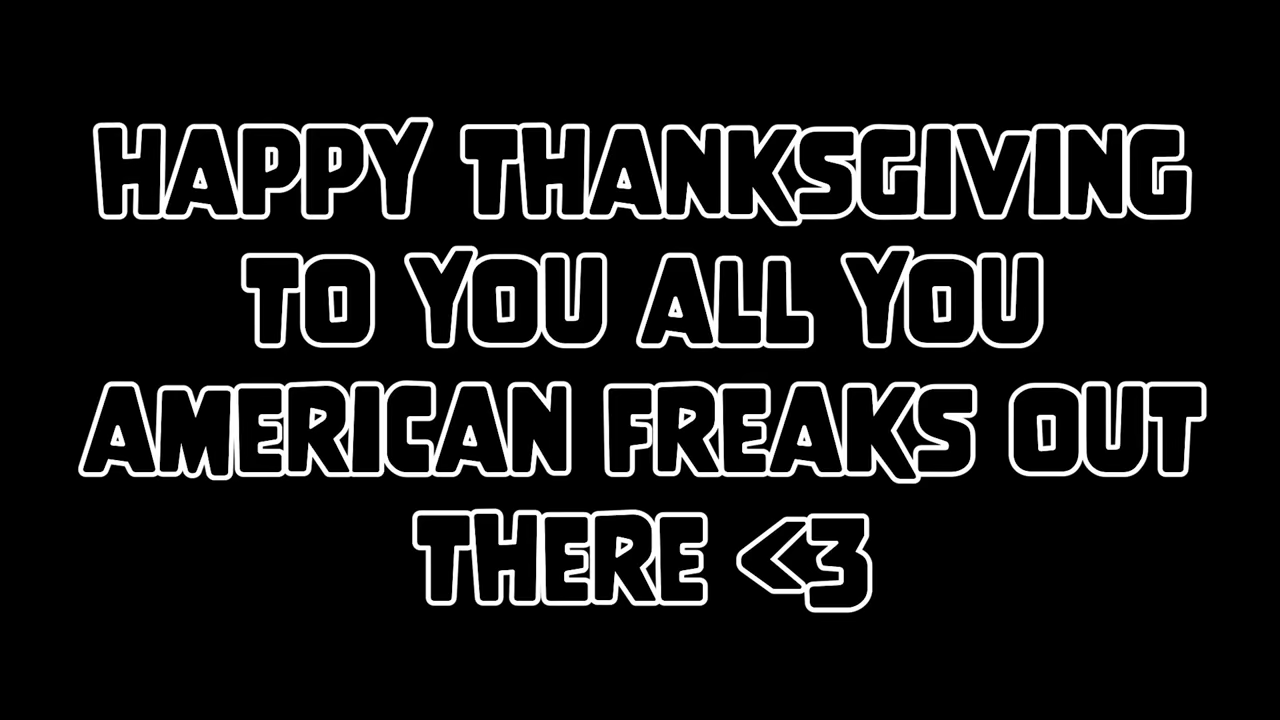 HAPPY THANKSGIVING
TO YOU ALL YOU
AMERICAN FREAKS OUT
THERE <3